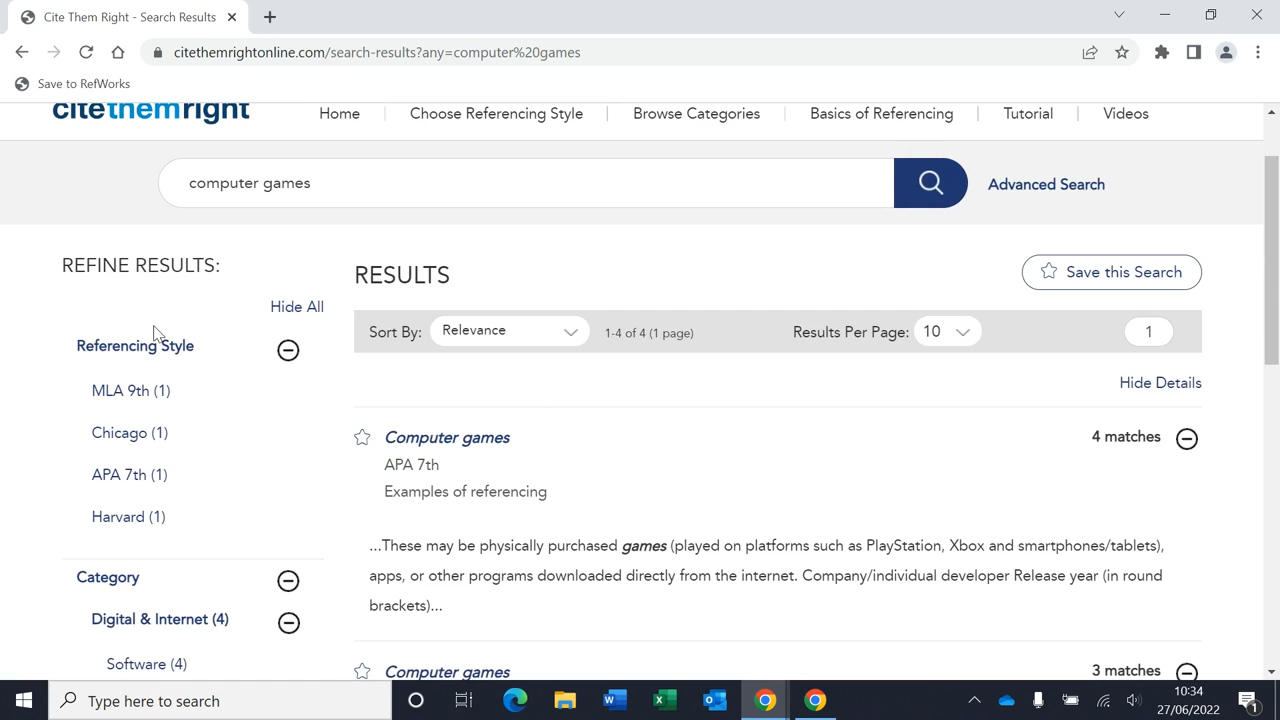 Cite Them Right - Search Results
citethemrightonline.com/search-results?any=computer%20games
Save to RefWorks
citethemright
Home
Choose Referencing Style
Browse Categories
Basics of Referencing
Tutorial
Videos
computer games
Advanced Search
REFINE RESULTS:
Hide All
Referencing Style
MLA 9th (1)
Chicago (1)
APA 7th (1)
Harvard (1)
Category
Digital & Internet (4)
Software (4)
RESULTS
Save this Search
Sort By: Relevance 1-4 of 4 (1 page) Results Per Page: 10 1
Hide Details
Computer games 4 matches
APA 7th
Examples of referencing
...These may be physically purchased games (played on platforms such as PlayStation, Xbox and smartphones/tablets),
apps, or other programs downloaded directly from the internet. Company/individual developer Release year (in round
brackets)...
Computer games 3 matches
Type here to search
10:34
27/06/2022
1